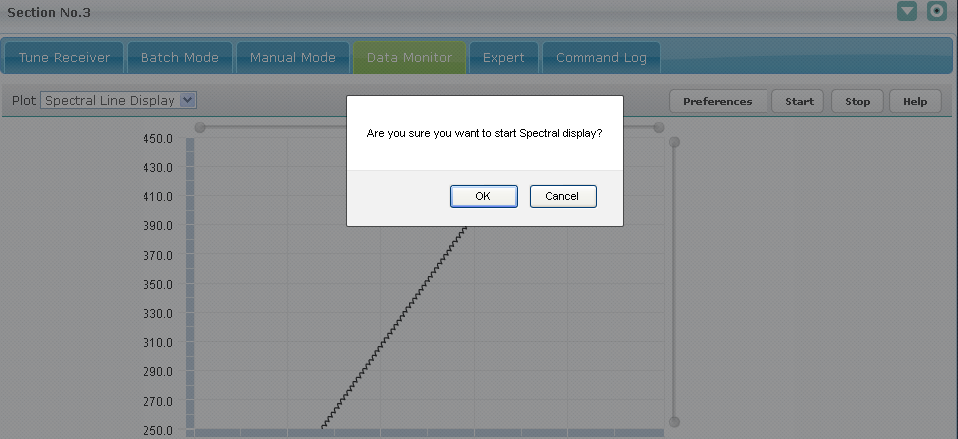 Section No.3
Tune Receiver Batch Mode Manual Mode Data Monitor Expert Command Log
Plot Spectral Line Display Preferences Start Stop Help
Are you sure you want to start Spectral display?
OK Cancel
450.0
430.0
410.0
390.0
370.0
350.0
330.0
310.0
290.0
270.0
250.0